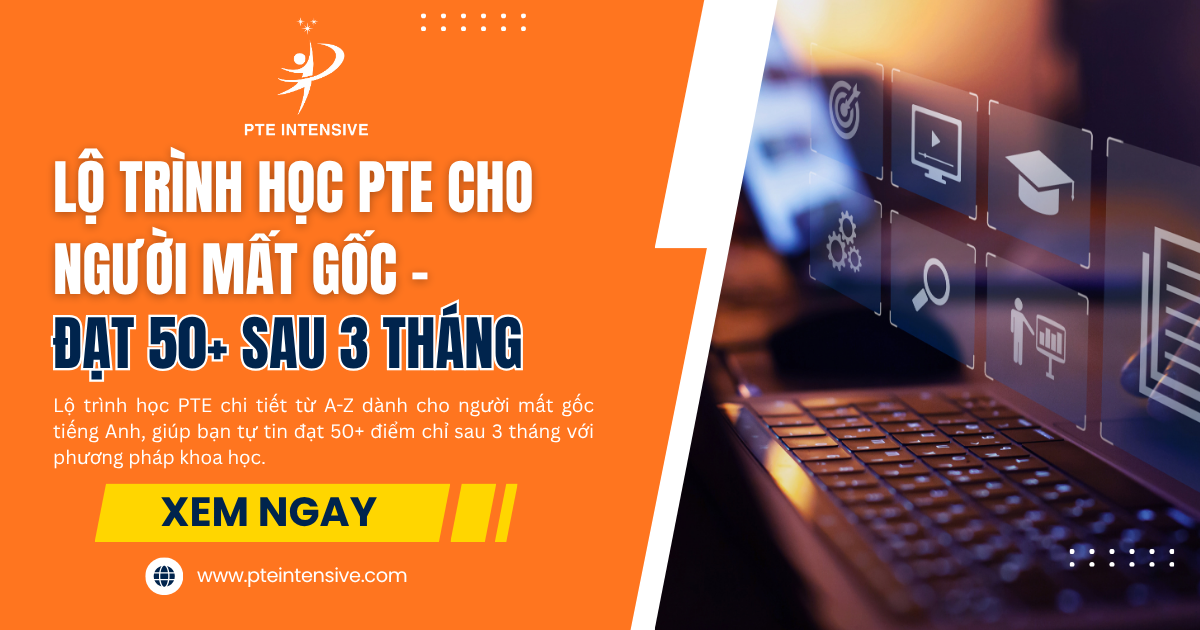 PTE INTENSIVE
LỘ TRÌNH HỌC PTE CHO
NGƯỜI MẤT GỐC -
ĐẠT 50+ SAU 3 THÁNG
Lộ trình học PTE chi tiết từ A-Z dành cho người mất gốc
tiếng Anh, giúp bạn tự tin đạt 50+ điểm chỉ sau 3 tháng với
phương pháp khoa học.
XEM NGAY
www.pteintensive.com